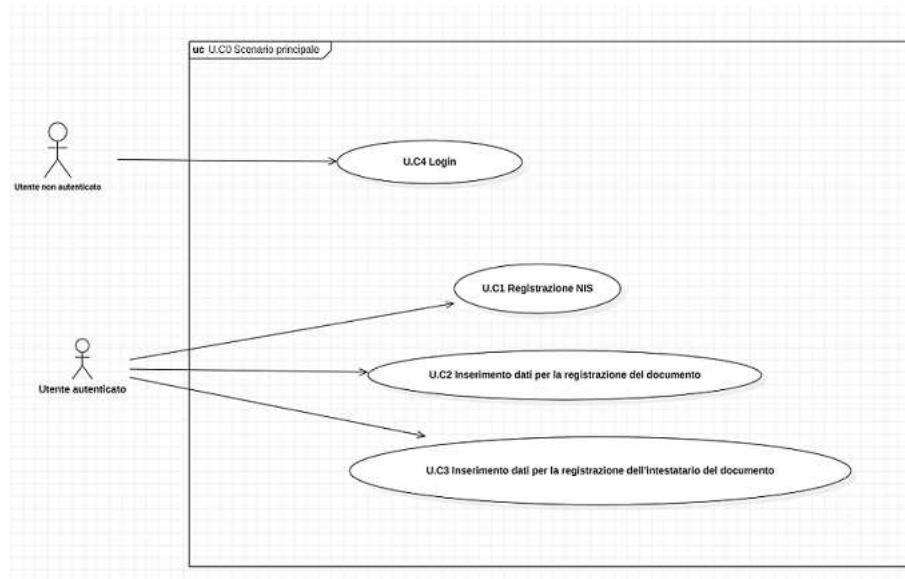 uc U.C0 Scenario principale
U.C4 Login
Utente non autenticato
U.C1 Registrazione NIS
U.C2 Inserimento dati per la registrazione del documento
Utente autenticato
U.C3 Inserimento dati per la registrazione dell'intestatario del documento